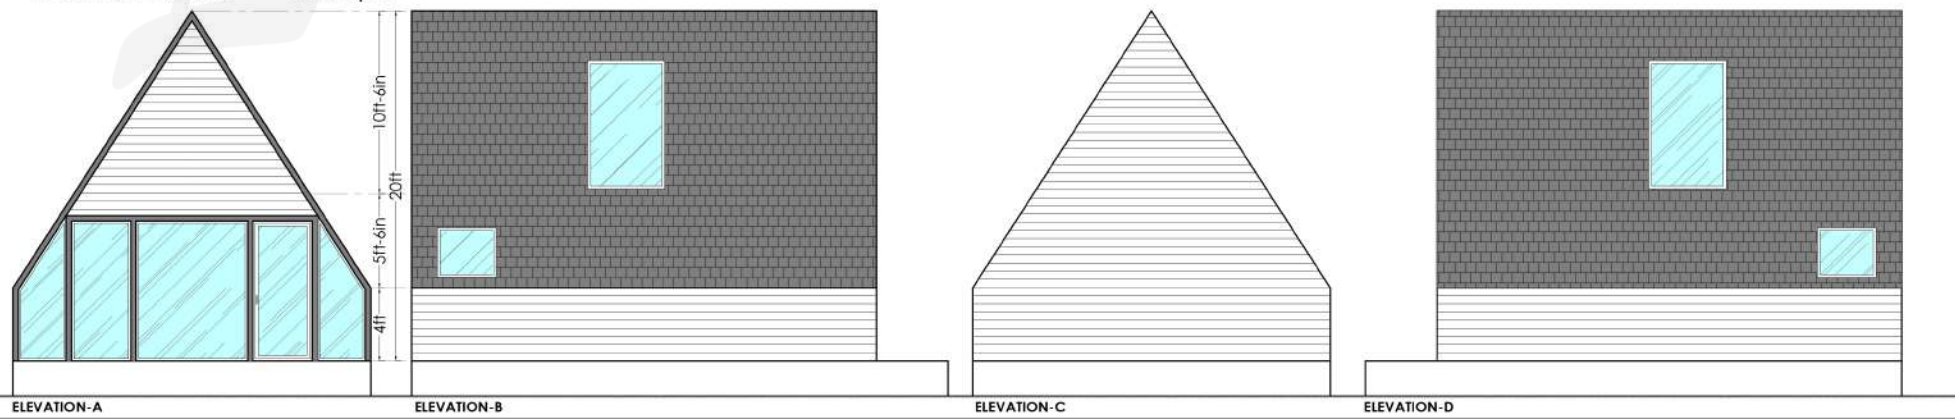 10ft-6in
20ft
5ft-6in
4ft
ELEVATION-A
ELEVATION-B
ELEVATION-C
ELEVATION-D